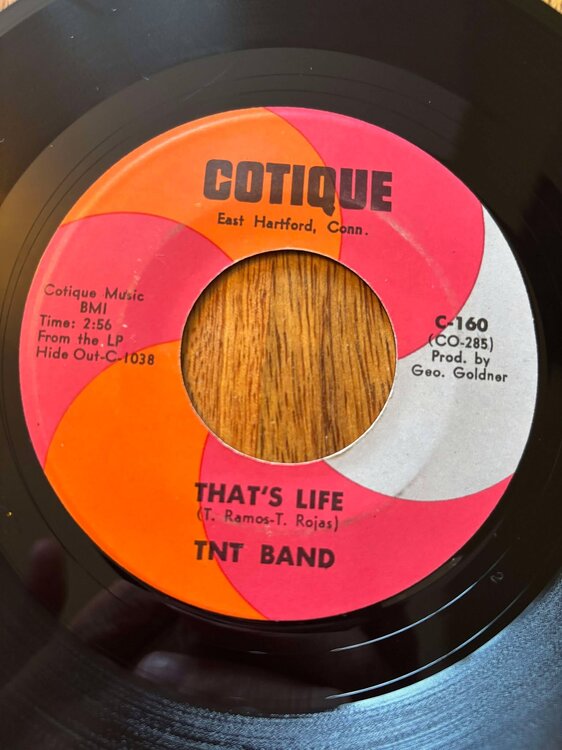 COTIQUE
East Hartford, Conn.
Cotique Music
BMI
Time: 2:56
From the LP
Hide Out-C-1038
C-160
(CO-285)
Prod. by
Geo. Goldner
THAT'S LIFE
(T. Ramos-T. Rojas)
TNT BAND